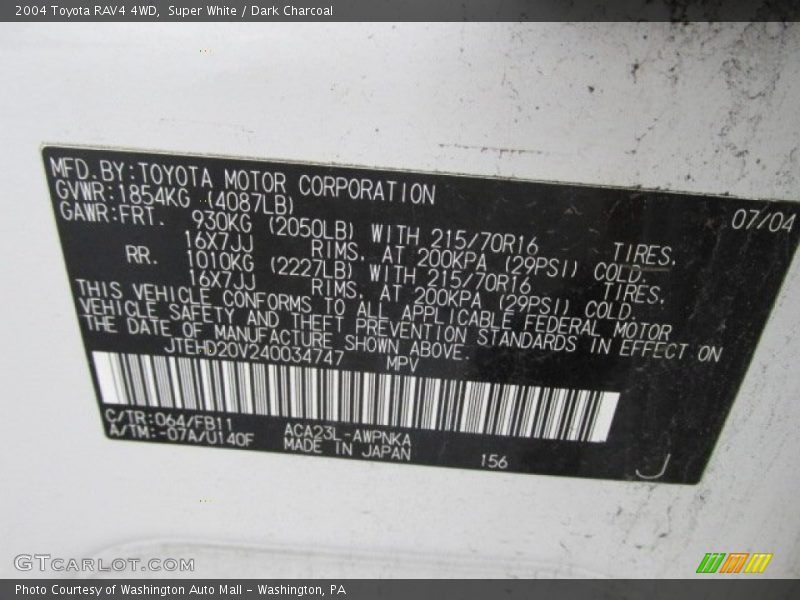 2004 Toyota RAV4 4WD,  Super White / Dark Charcoal
MFD.BY:TOYOTA MOTOR CORPORATION 07/04
GVWR:1854KG (4087LB)
GAWR:FRT. 930KG (2050LB) WITH 215/70R16 TIRES.
16X7JJ RIMS. AT 200KPA (29PSI) COLD.
RR. 1010KG (2227LB) WITH 215/70R16 TIRES.
16X7JJ RIMS. AT 200KPA (29PSI) COLD.
THIS VEHICLE CONFORMS TO ALL APPLICABLE FEDERAL MOTOR
VEHICLE SAFETY AND THEFT PREVENTION STANDARDS IN EFFECT ON
THE DATE OF MANUFACTURE SHOWN ABOVE.
JTEHD20V240034747 MPV
C/TR:064/FB11 ACA23L-AWPNKA
A/TM:-07A/U140F MADE IN JAPAN 156 J
GTcarlot.com
Photo Courtesy of Washington Auto Mall - Washington, PA